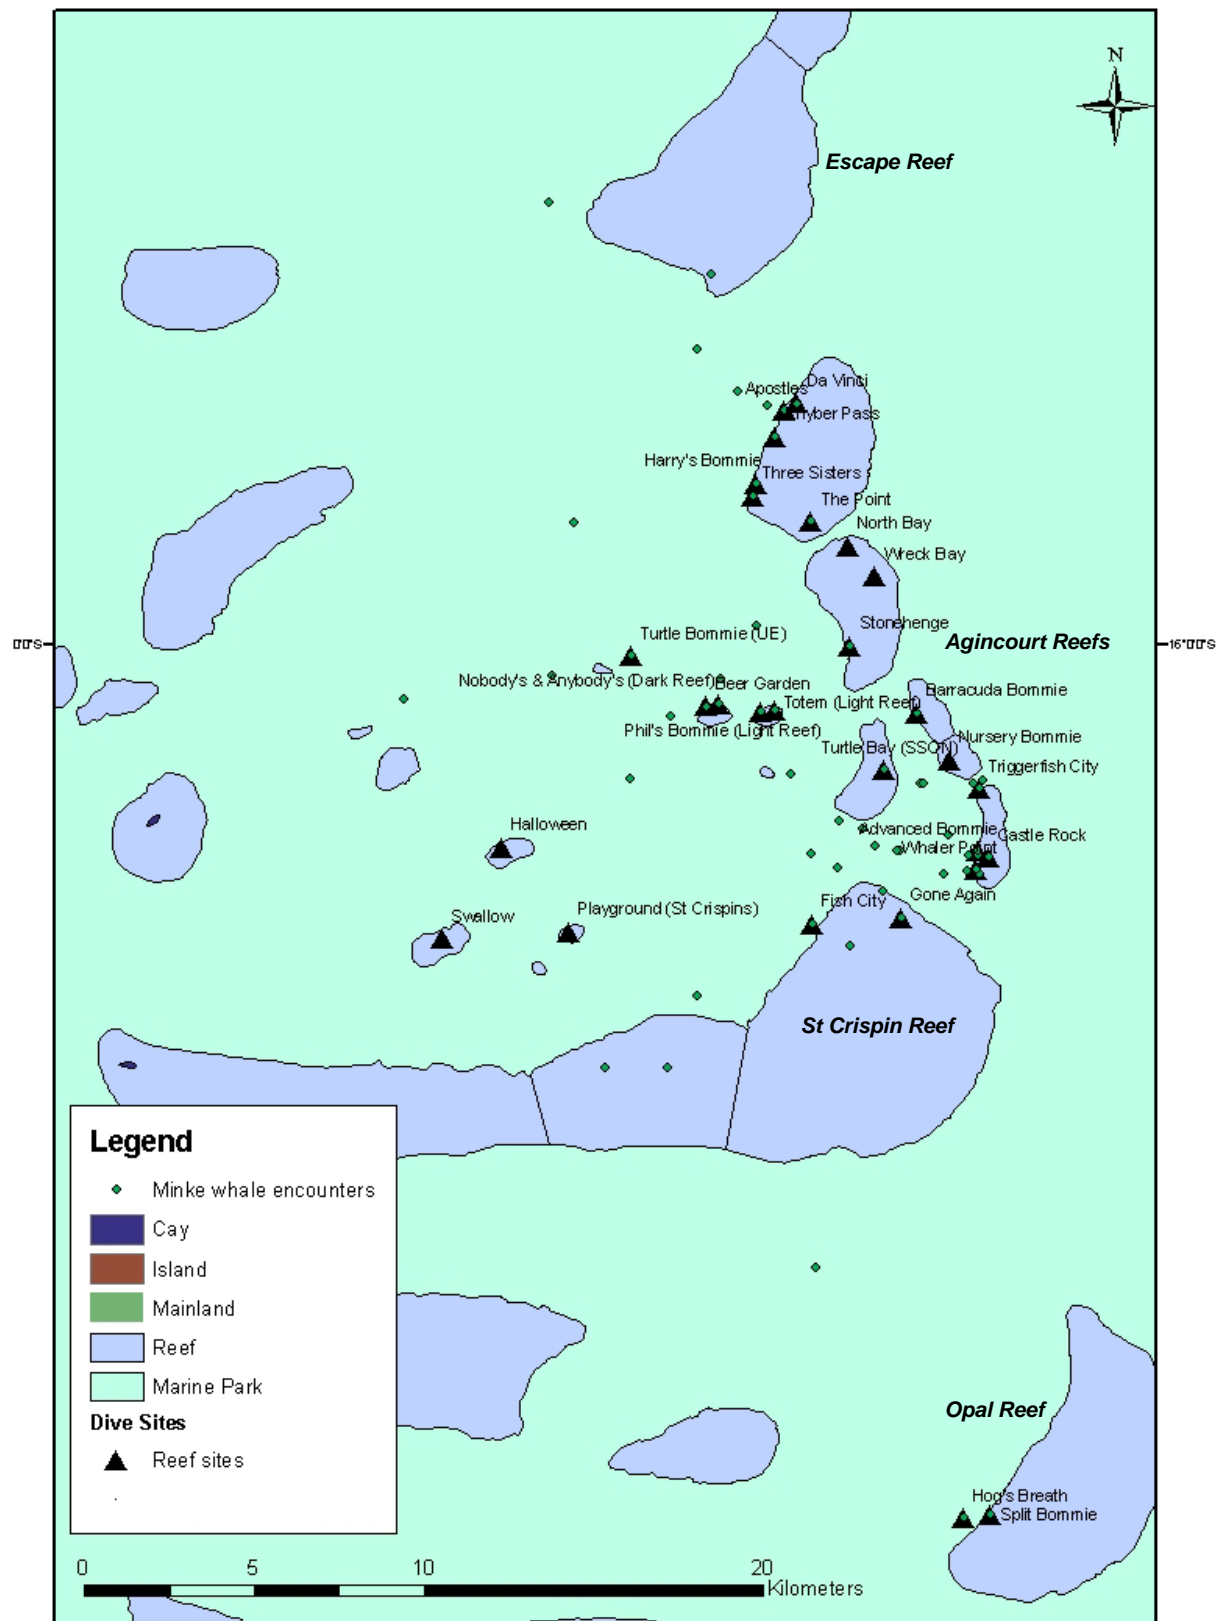 N
Escape Reef
Da Vinci
Apostles
hyber Pass
Harry's Bommie
Three Sisters
The Point
North Bay
Wreck Bay
Stonehenge
Turtle Bommie (UE)
Agincourt Reefs
16°0'0"S
Nobody's & Anybody's (Dark Reef)
Beer Garden
Barracuda Bommie
Totem (Light Reef)
Phil's Bommie (Light Reef)
Nursery Bommie
Turtle Bay (SSON)
Triggerfish City
Halloween
Advanced Bommie
Castle Rock
Whaler Point
Gone Again
Fish City
Playground (St Crispins)
Swallow
St Crispin Reef
Legend
Minke whale encounters
Cay
Island
Mainland
Reef
Marine Park
Dive Sites
Reef sites
Opal Reef
Hog's Breath
Split Bommie
0 5 10 20
Kilometers